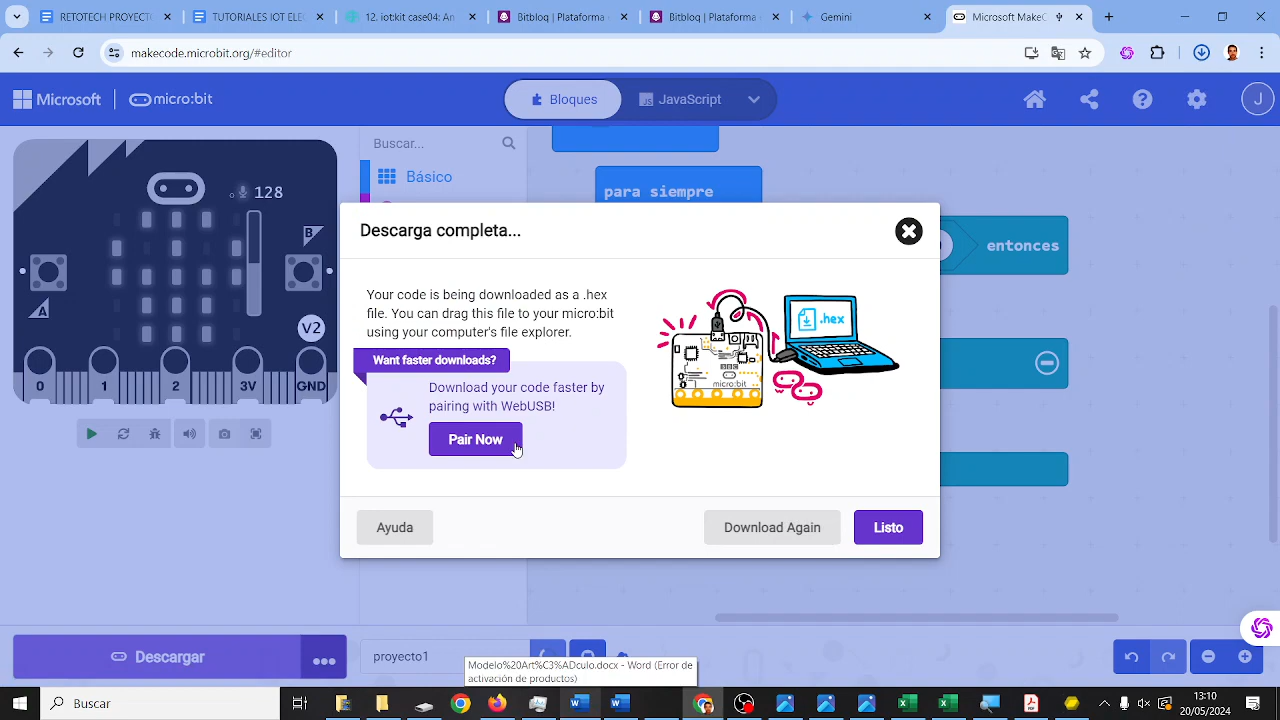 RETOTECH PROYECT
TUTORIALES IOT ELEC
12. iotkit case04: An
Bitbloq | Plataforma
Bitbloq | Plataforma
Gemini
Microsoft MakeC
makecode.microbit.org/#editor
Microsoft
micro:bit
Bloques
JavaScript
J
128
B
A
V2
0
1
2
3V
GND
Buscar...
Básico
para siempre
entonces
Descarga completa...
Your code is being downloaded as a .hex
file. You can drag this file to your micro:bit
using your computer's file explorer.
Want faster downloads?
Download your code faster by
pairing with WebUSB!
Pair Now
.hex
micro:bit
Ayuda
Download Again
Listo
Descargar
proyecto1
Modelo%20Art%C3%ADculo.docx - Word (Error de
activación de productos)
Buscar
13:10
20/05/2024